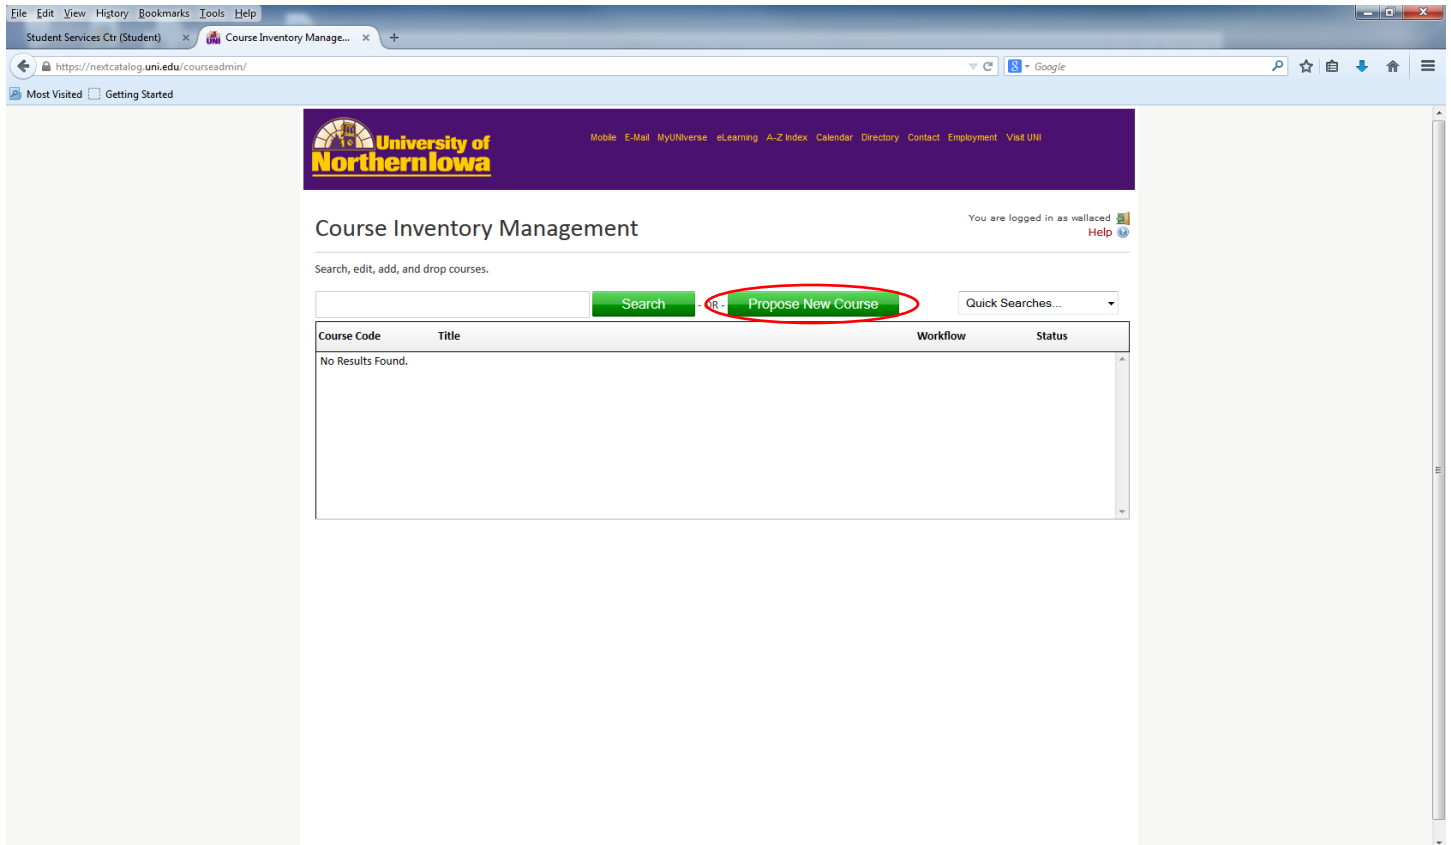 File Edit View History Bookmarks Tools Help
Student Services Ctr (Student) × UNI Course Inventory Manage... × +
https://nextcatalog.uni.edu/courseadmin/ 8 Google
Most Visited Getting Started
University of
Northern Iowa
Mobile E-Mail MyUNIverse eLearning A-Z Index Calendar Directory Contact Employment Visit UNI
Course Inventory Management
You are logged in as wallaced
Help
Search, edit, add, and drop courses.
Search - OR - Propose New Course Quick Searches...
Course Code Title Workflow Status
No Results Found.